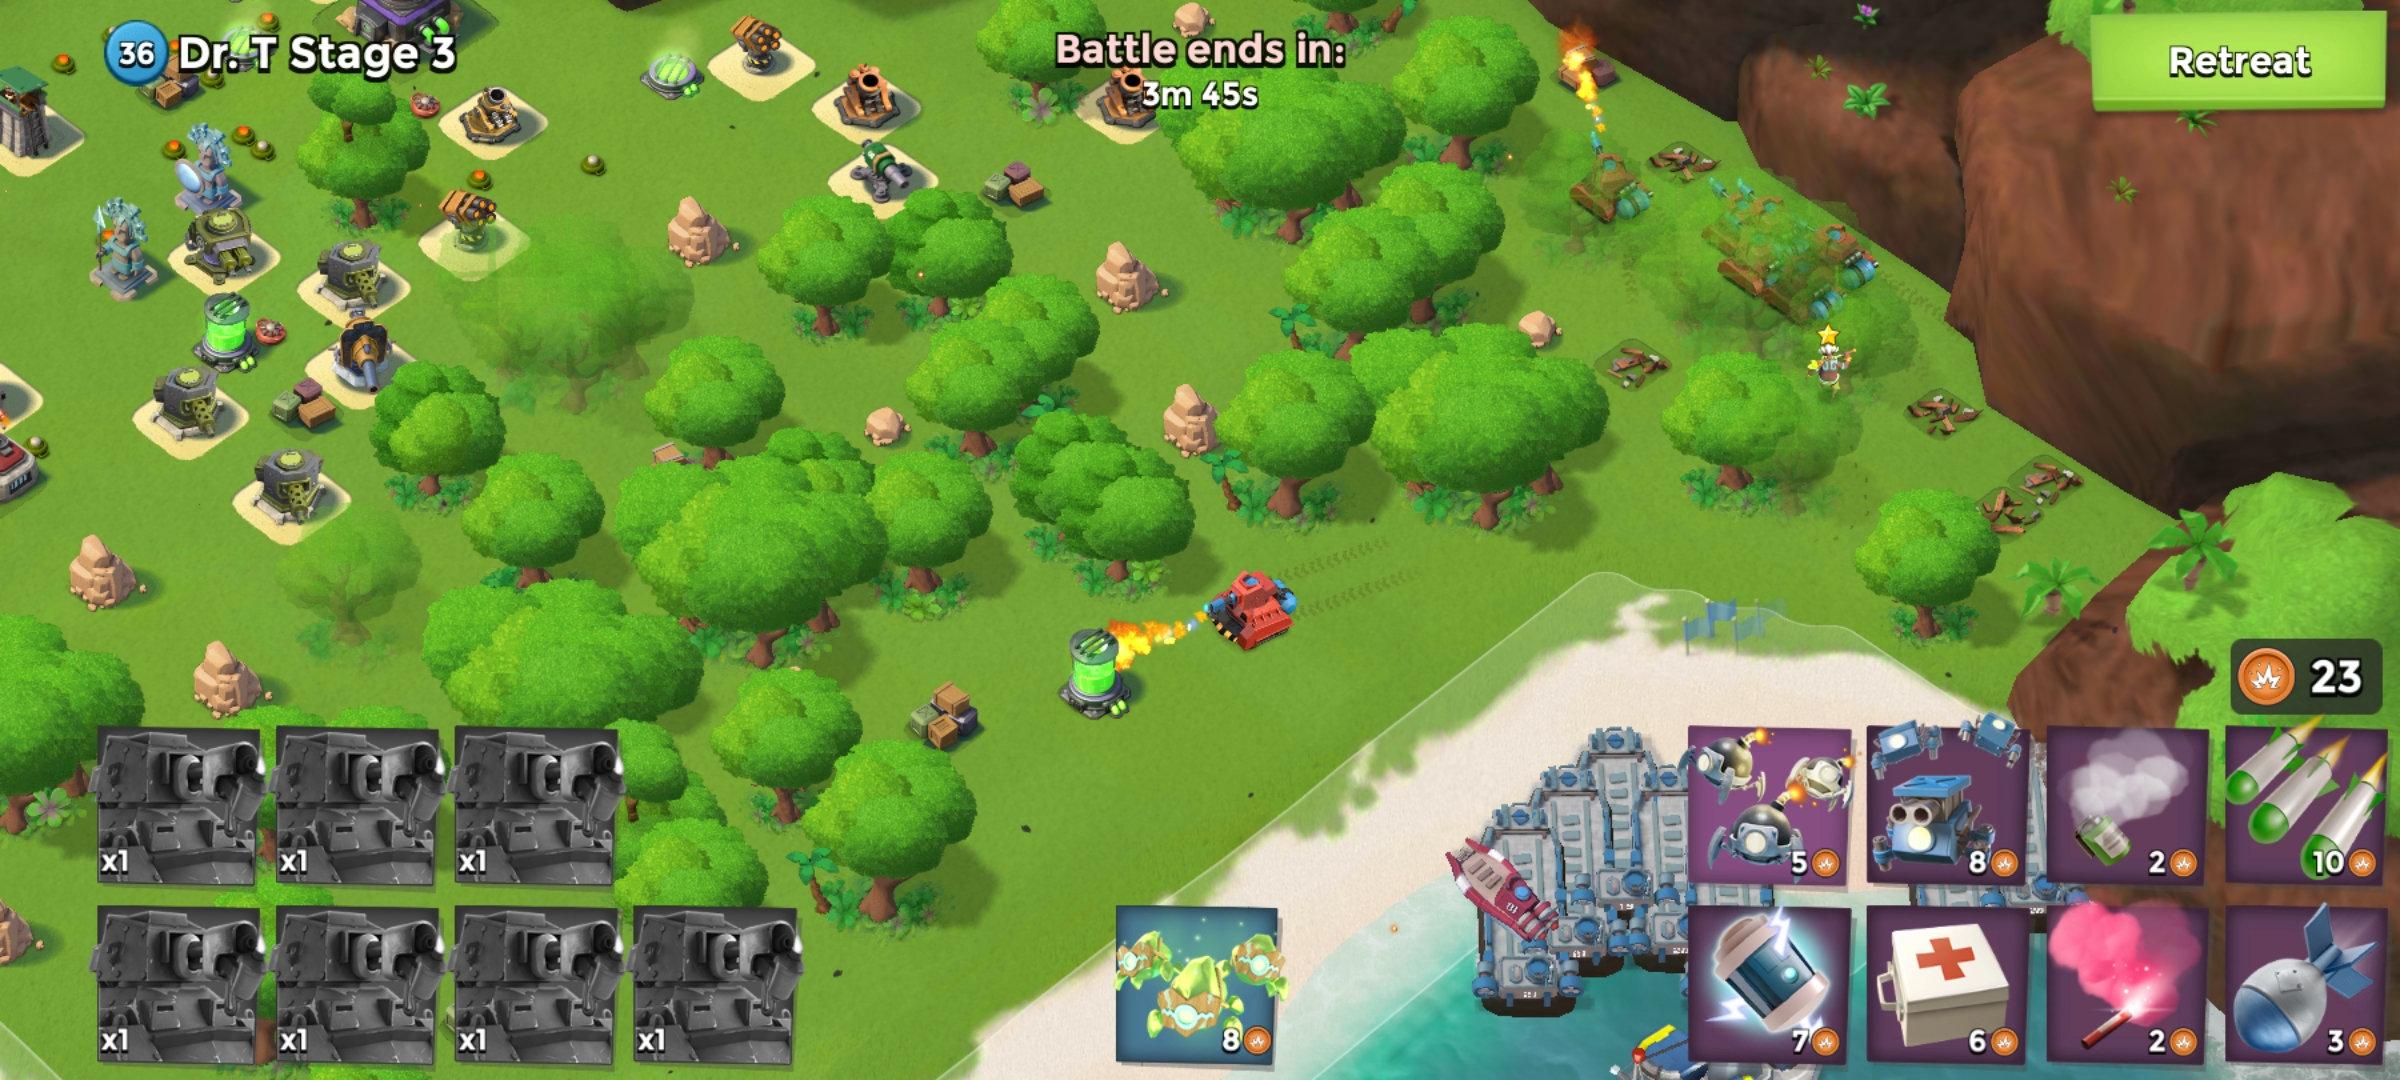 36 Dr. T Stage 3
Battle ends in:
3m 45s
Retreat
23
x1
x1
x1
5
8
2
10
x1
x1
x1
x1
8
7
6
2
3